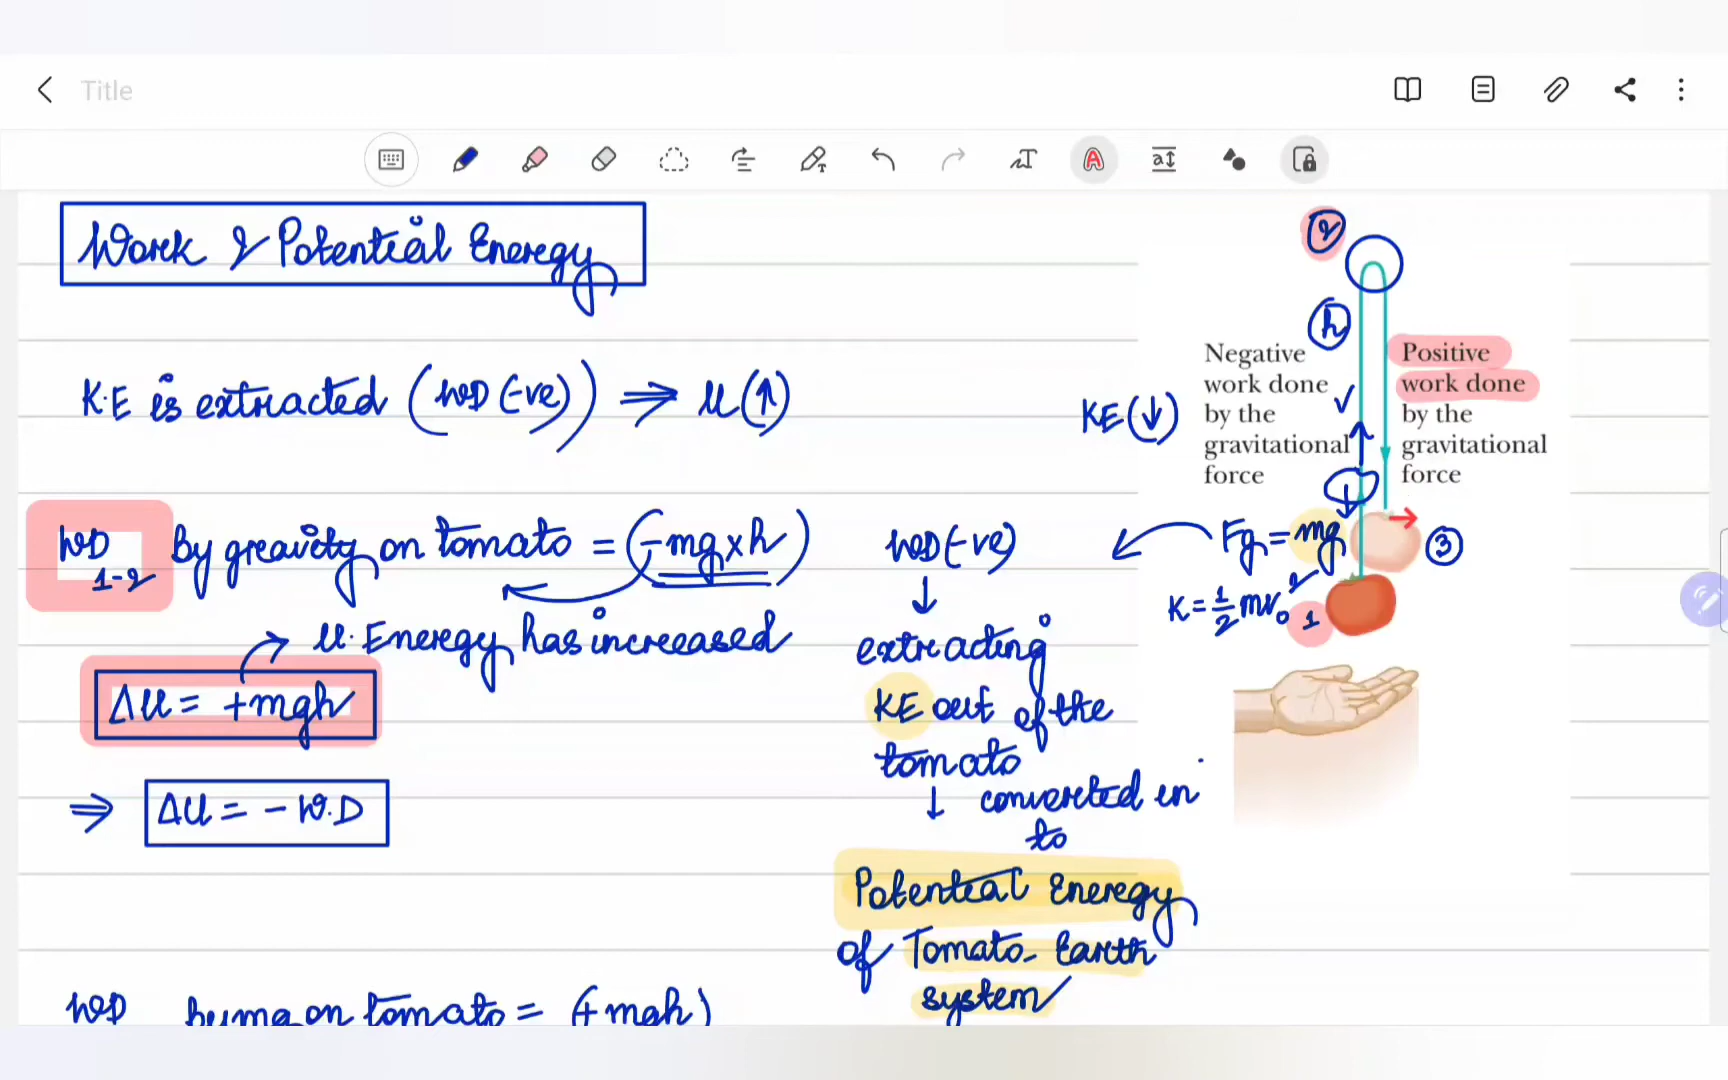 Title
Work & Potential Energy
K.E is extracted (WD (-ve)) ⇒ U(↑)
WD 1-2 By gravity on tomato = (-mg×h)
U. Energy has increased
ΔU = +mgh
⇒ ΔU = - W.D
WD by mg on tomato = (+mgh)
WD(-ve)
↓
extracting
KE out of the
tomato
↓ converted in
to
Potential Energy
of Tomato-Earth
system
2
h
Negative
work done
by the
gravitational
force
Positive
work done
by the
gravitational
force
KE(↓)
Fg = mg
3
K = 1/2 mv₀²
1